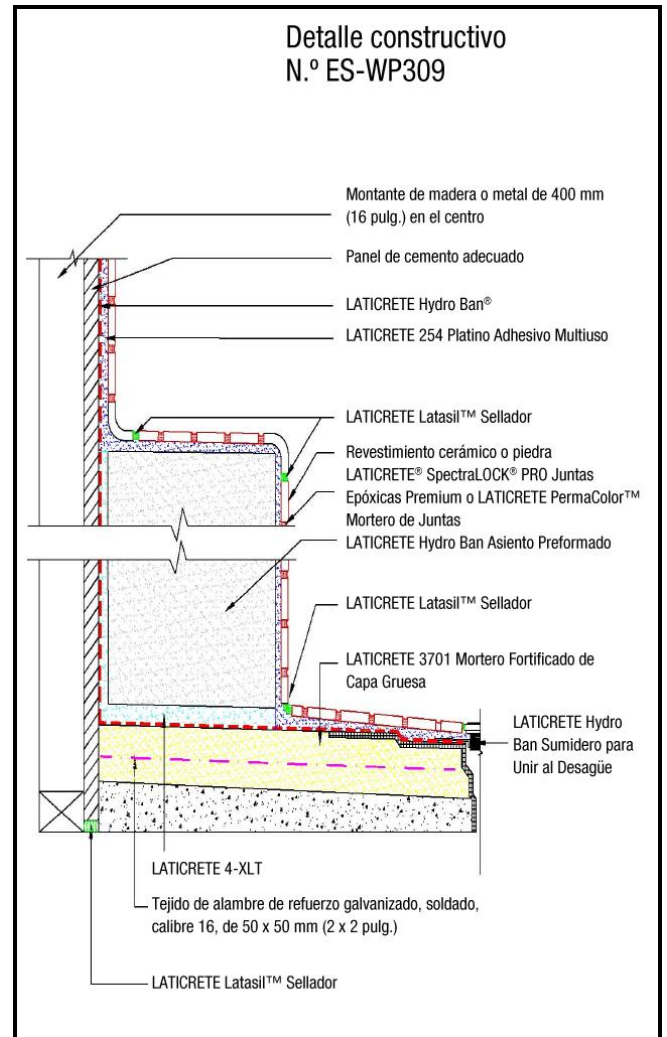 Detalle constructivo
N.º ES-WP309
Montante de madera o metal de 400 mm
(16 pulg.) en el centro
Panel de cemento adecuado
LATICRETE Hydro Ban®
LATICRETE 254 Platino Adhesivo Multiuso
LATICRETE Latasil™ Sellador
Revestimiento cerámico o piedra
LATICRETE® SpectraLOCK® PRO Juntas
Epóxicas Premium o LATICRETE PermaColor™
Mortero de Juntas
LATICRETE Hydro Ban Asiento Preformado
LATICRETE Latasil™ Sellador
LATICRETE 3701 Mortero Fortificado de
Capa Gruesa
LATICRETE Hydro
Ban Sumidero para
Unir al Desagüe
LATICRETE 4-XLT
Tejido de alambre de refuerzo galvanizado, soldado,
calibre 16, de 50 x 50 mm (2 x 2 pulg.)
LATICRETE Latasil™ Sellador